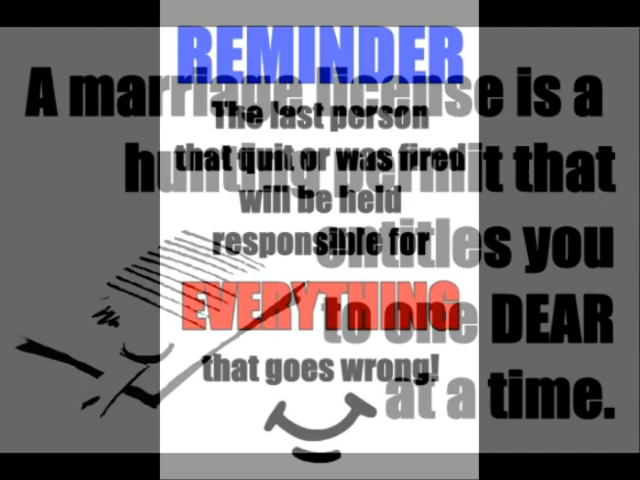 REMINDER
The last person
that quit or was fired
will be held
responsible for
EVERYTHING
that goes wrong!
A marriage license is a
hunting permit that
entitles you
to one DEAR
at a time.